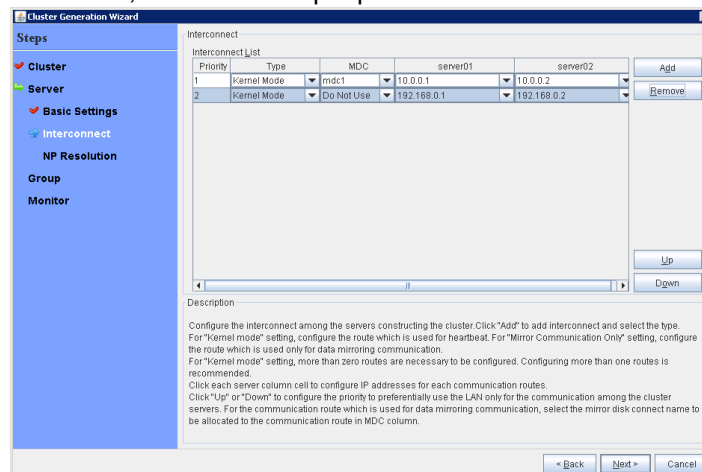 Cluster Generation Wizard
Steps
Cluster
Server
Basic Settings
Interconnect
NP Resolution
Group
Monitor
Interconnect
Interconnect List
Priority Type MDC server01 server02
1 Kernel Mode mdc1 10.0.0.1 10.0.0.2
2 Kernel Mode Do Not Use 192.168.0.1 192.168.0.2
Add
Remove
Up
Down
Description
Configure the interconnect among the servers constructing the cluster.Click "Add" to add interconnect and select the type.
For "Kernel mode" setting, configure the route which is used for heartbeat. For "Mirror Communication Only" setting, configure
the route which is used only for data mirroring communication.
For "Kernel mode" setting, more than zero routes are necessary to be configured. Configuring more than one routes is
recommended.
Click each server column cell to configure IP addresses for each communication routes.
Click "Up" or "Down" to configure the priority to preferentially use the LAN only for the communication among the cluster
servers. For the communication route which is used for data mirroring communication, select the mirror disk connect name to
be allocated to the communication route in MDC column.
< Back Next > Cancel